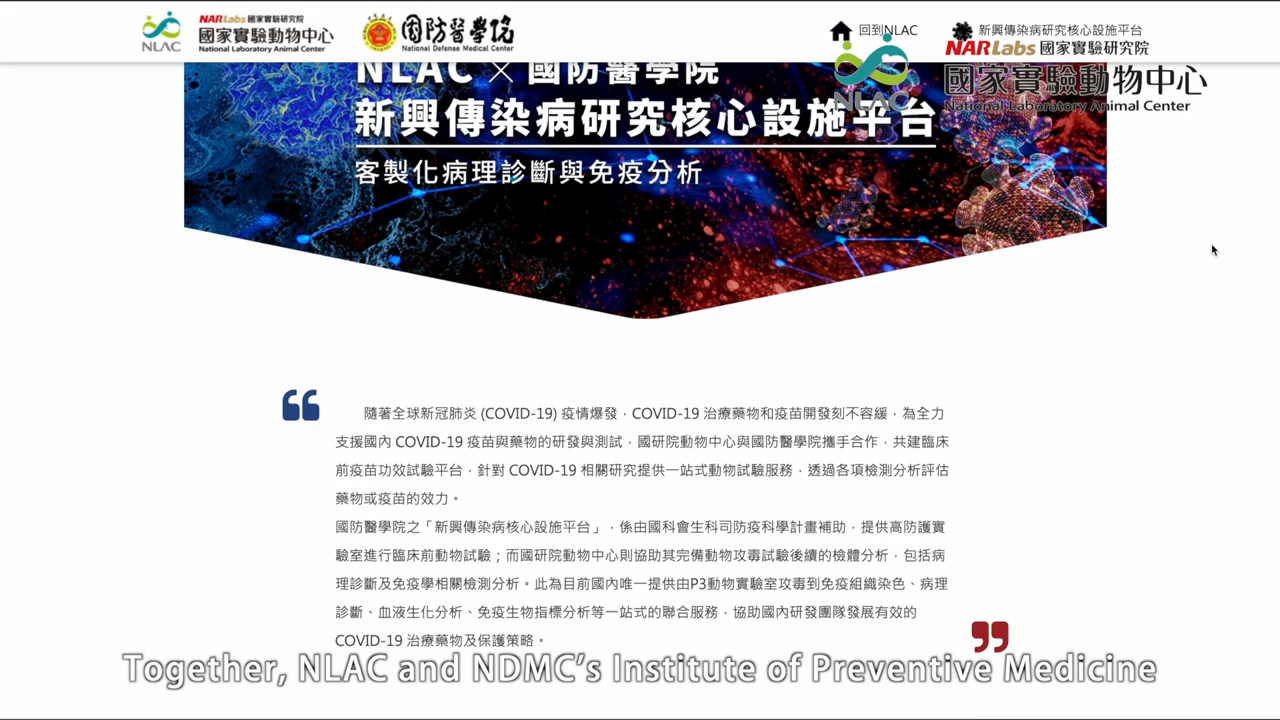 NLAC
NARLabs 國家實驗研究院
國家實驗動物中心
National Laboratory Animal Center
國防醫學院
National Defense Medical Center
回到NLAC
新興傳染病研究核心設施平台
NLAC
NARLabs 國家實驗研究院
國家實驗動物中心
National Laboratory Animal Center
NLAC × 國防醫學院
新興傳染病研究核心設施平台
客製化病理診斷與免疫分析
隨著全球新冠肺炎 (COVID-19) 疫情爆發，COVID-19 治療藥物和疫苗開發刻不容緩，為全力
支援國內 COVID-19 疫苗與藥物的研發與測試，國研院動物中心與國防醫學院攜手合作，共建臨床
前疫苗功效試驗平台，針對 COVID-19 相關研究提供一站式動物試驗服務，透過各項檢測分析評估
藥物或疫苗的效力。
國防醫學院之「新興傳染病核心設施平台」，係由國科會生科司防疫科學計畫補助，提供高防護實
驗室進行臨床前動物試驗；而國研院動物中心則協助其完備動物攻毒試驗後續的檢體分析，包括病
理診斷及免疫學相關檢測分析。此為目前國內唯一提供由P3動物實驗室攻毒到免疫組織染色、病理
診斷、血液生化分析、免疫生物指標分析等一站式的聯合服務，協助國內研發團隊發展有效的
COVID-19 治療藥物及保護策略。
Together, NLAC and NDMC’s Institute of Preventive Medicine